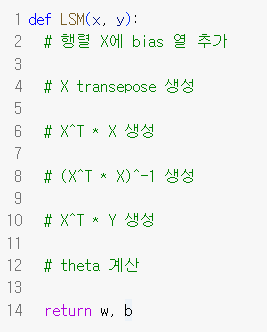 1 def LSM(x, y):
2 # 행렬 X에 bias 열 추가
3
4 # X transepose 생성
5
6 # X^T * X 생성
7
8 # (X^T * X)^-1 생성
9
10 # X^T * Y 생성
11
12 # theta 계산
13
14 return w, b